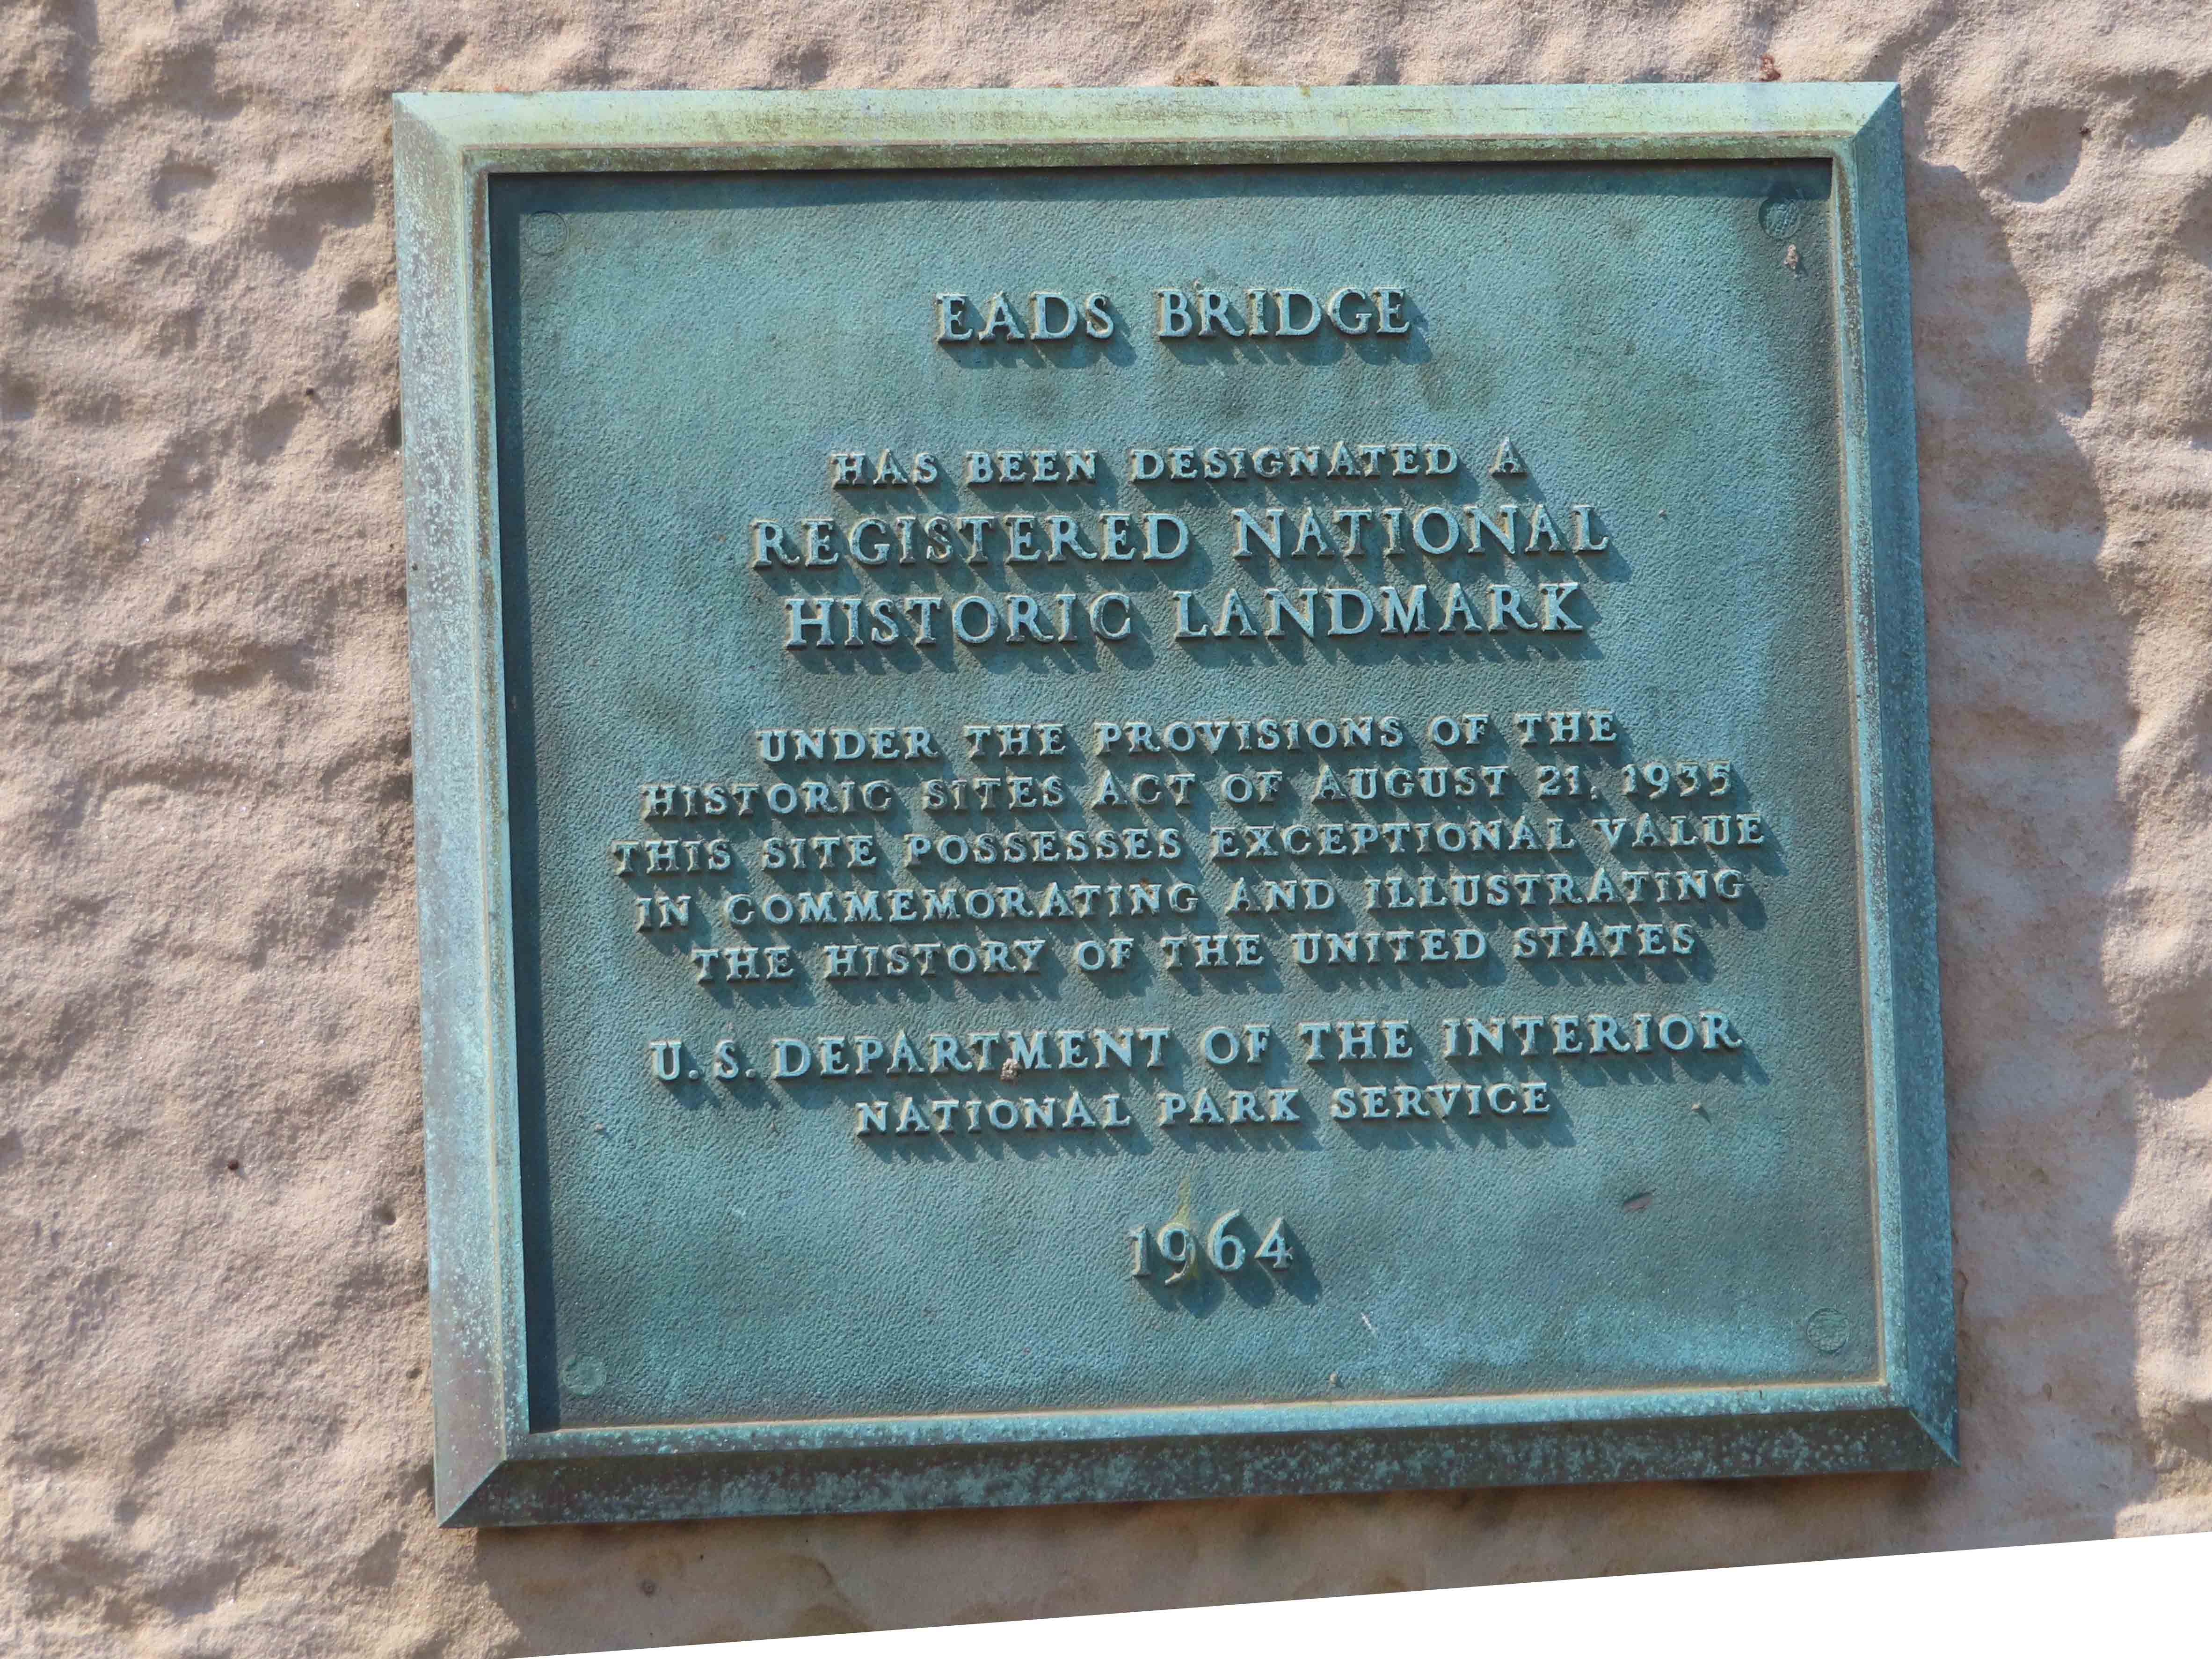 EADS BRIDGE
HAS BEEN DESIGNATED A
REGISTERED NATIONAL
HISTORIC LANDMARK
UNDER THE PROVISIONS OF THE
HISTORIC SITES ACT OF AUGUST 21, 1935
THIS SITE POSSESSES EXCEPTIONAL VALUE
IN COMMEMORATING AND ILLUSTRATING
THE HISTORY OF THE UNITED STATES
U. S. DEPARTMENT OF THE INTERIOR
NATIONAL PARK SERVICE
1964